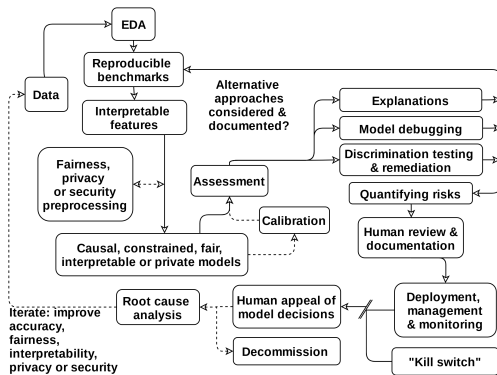 EDA
Reproducible
benchmarks
Data
Interpretable
features
Alternative
approaches
considered &
documented?
Explanations
Model debugging
Discrimination testing
& remediation
Fairness,
privacy
or security
preprocessing
Assessment
Quantifying risks
Calibration
Human review &
documentation
Causal, constrained, fair,
interpretable or private models
Root cause
analysis
Human appeal of
model decisions
Deployment,
management
& monitoring
Iterate: improve
accuracy,
fairness,
interpretability,
privacy or security
Decommission
"Kill switch"